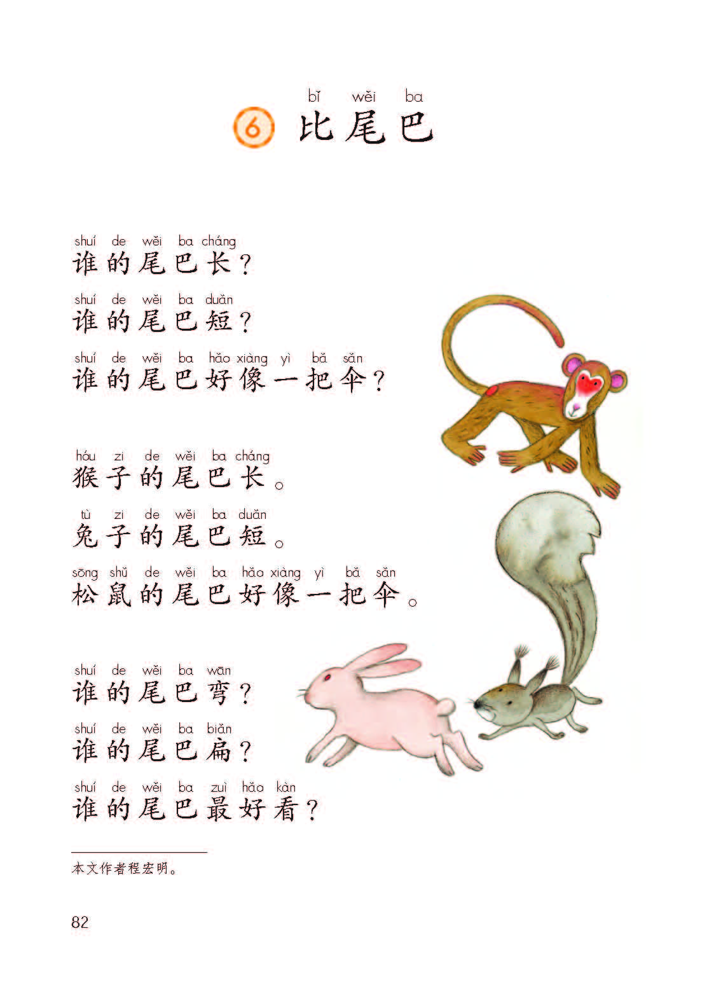 bǐ wěi ba
6 比尾巴
shuí de wěi ba cháng
谁的尾巴长？
shuí de wěi ba duǎn
谁的尾巴短？
shuí de wěi ba hǎo xiàng yì bǎ sǎn
谁的尾巴好像一把伞？
hóu zi de wěi ba cháng
猴子的尾巴长。
tù zi de wěi ba duǎn
兔子的尾巴短。
sōng shǔ de wěi ba hǎo xiàng yì bǎ sǎn
松鼠的尾巴好像一把伞。
shuí de wěi ba wān
谁的尾巴弯？
shuí de wěi ba biǎn
谁的尾巴扁？
shuí de wěi ba zuì hǎo kàn
谁的尾巴最好看？
本文作者程宏明。
82